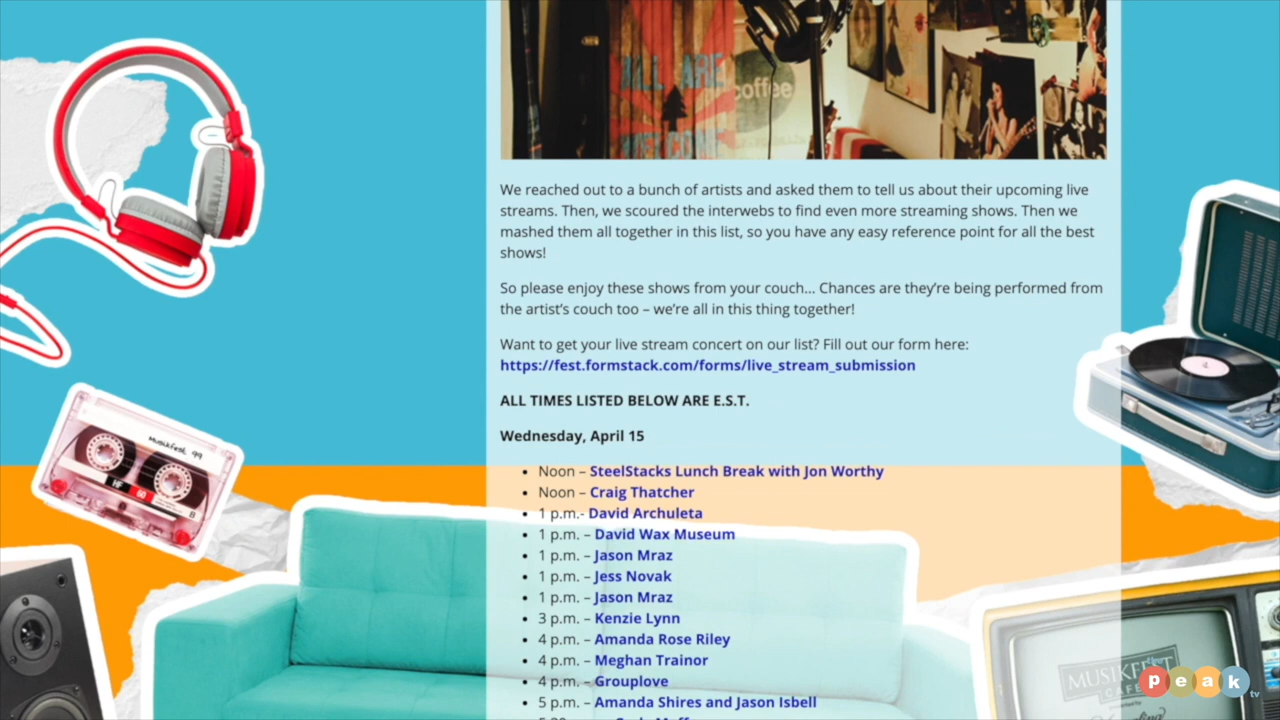 ALL ARE
coffee
We reached out to a bunch of artists and asked them to tell us about their upcoming live
streams. Then, we scoured the interwebs to find even more streaming shows. Then we
mashed them all together in this list, so you have any easy reference point for all the best
shows!
So please enjoy these shows from your couch... Chances are they're being performed from
the artist's couch too – we're all in this thing together!
Want to get your live stream concert on our list? Fill out our form here:
https://fest.formstack.com/forms/live_stream_submission
ALL TIMES LISTED BELOW ARE E.S.T.
Wednesday, April 15
• Noon – SteelStacks Lunch Break with Jon Worthy
• Noon – Craig Thatcher
• 1 p.m.- David Archuleta
• 1 p.m. – David Wax Museum
• 1 p.m. – Jason Mraz
• 1 p.m. – Jess Novak
• 1 p.m. – Jason Mraz
• 3 p.m. – Kenzie Lynn
• 4 p.m. – Amanda Rose Riley
• 4 p.m. – Meghan Trainor
• 4 p.m. – Grouplove
• 5 p.m. – Amanda Shires and Jason Isbell
Musikfest 99
HF 60
B
MUSIKFEST
CAFE
peak tv